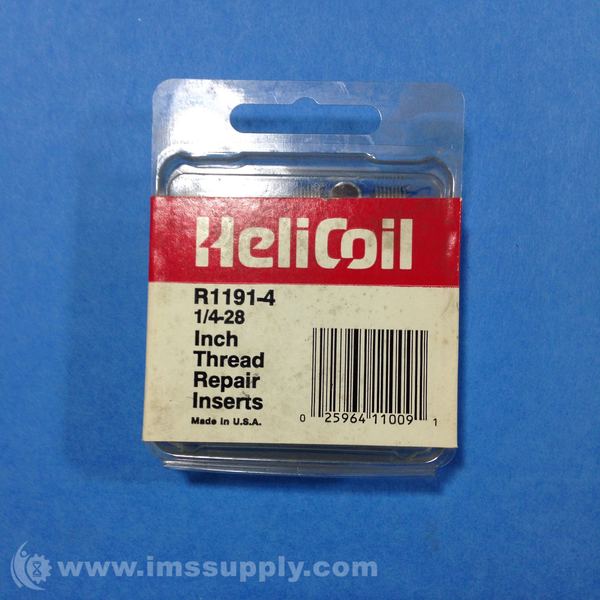 HeliCoil
R1191-4
1/4-28
Inch
Thread
Repair
Inserts
Made in U.S.A.
0 25964 11009 1
www.imssupply.com